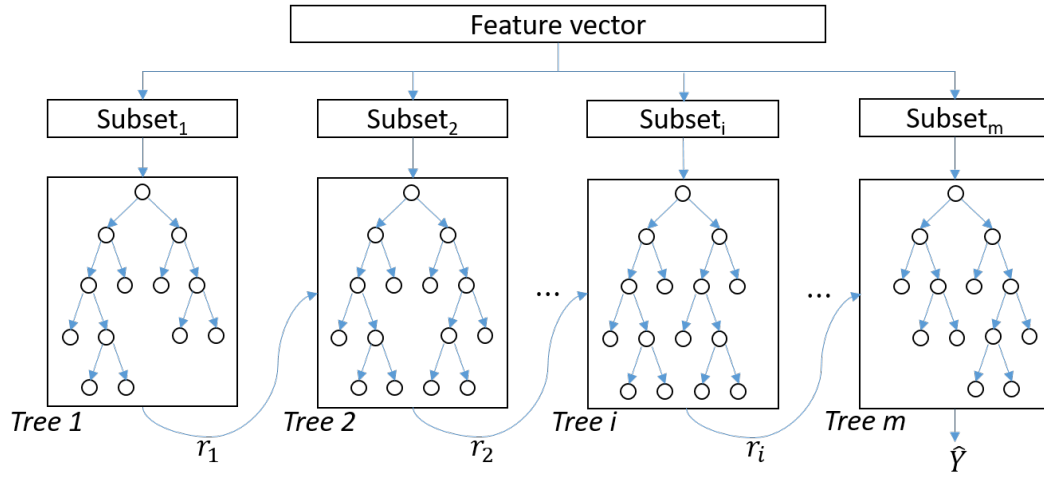 Feature vector
Subset₁
Subset₂
Subsetᵢ
Subsetₘ
...
...
Tree 1
Tree 2
Tree i
Tree m
r₁
r₂
rᵢ
Ŷ